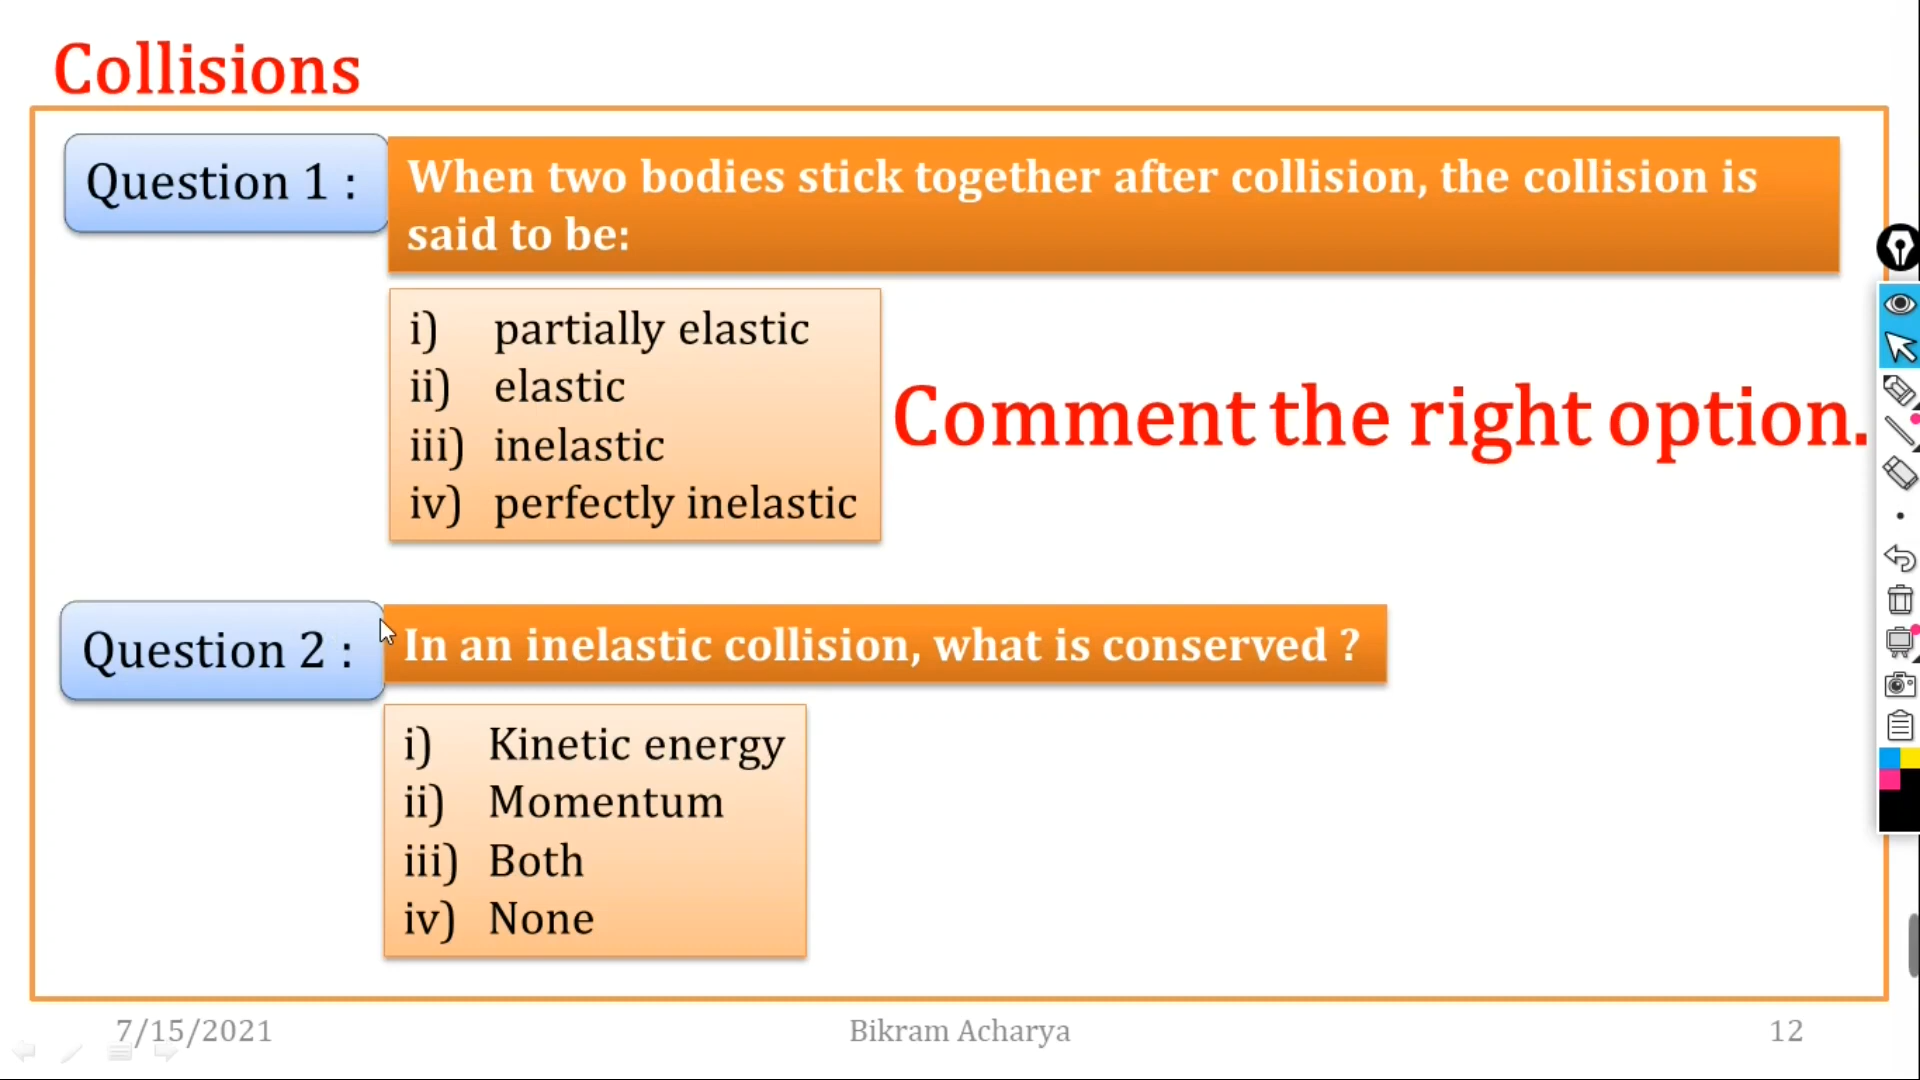 Collisions
Question 1 :
When two bodies stick together after collision, the collision is
said to be:
i) partially elastic
ii) elastic
iii) inelastic
iv) perfectly inelastic
Comment the right option.
Question 2 :
In an inelastic collision, what is conserved ?
i) Kinetic energy
ii) Momentum
iii) Both
iv) None
7/15/2021
Bikram Acharya
12